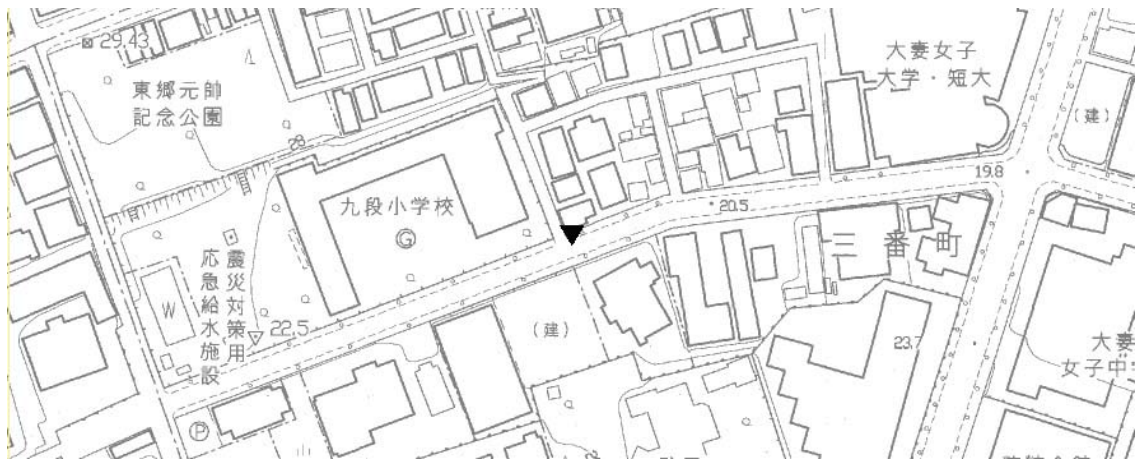 29.43
東郷元帥
記念公園
28
九段小学校
G
震災対策用
応急給水施設
W
22.5
P
(建)
大妻女子
大学・短大
(建)
19.8
20.5
三番町
23.7
大妻
女子中